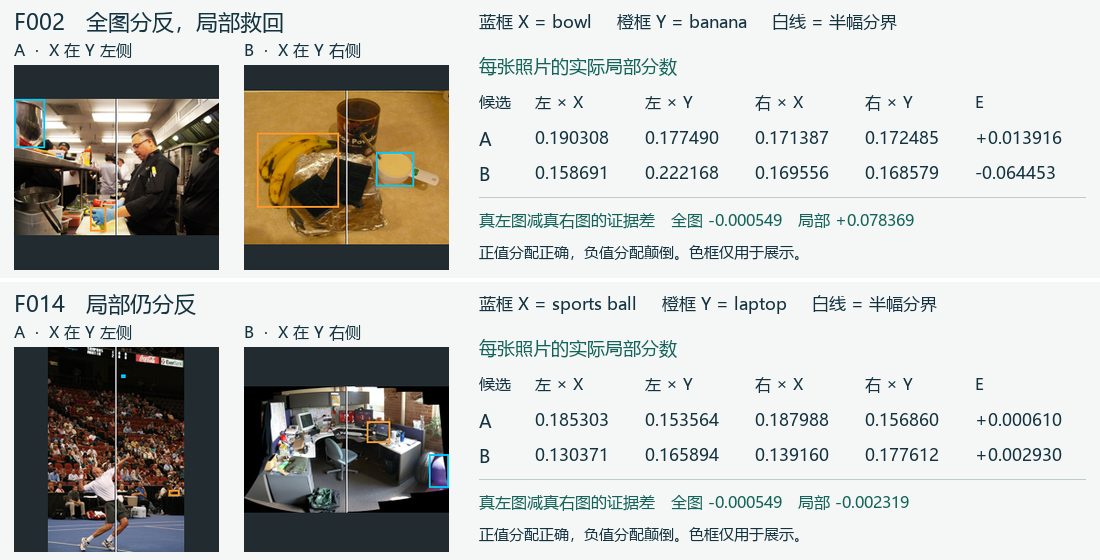 F002 全图分反，局部救回
A · X 在 Y 左侧
B · X 在 Y 右侧
蓝框 X = bowl 橙框 Y = banana 白线 = 半幅分界
每张照片的实际局部分数
候选 左 × X 左 × Y 右 × X 右 × Y E
A 0.190308 0.177490 0.171387 0.172485 +0.013916
B 0.158691 0.222168 0.169556 0.168579 -0.064453
真左图减真右图的证据差 全图 -0.000549 局部 +0.078369
正值分配正确，负值分配颠倒。色框仅用于展示。
F014 局部仍分反
A · X 在 Y 左侧
B · X 在 Y 右侧
Coca-Cola
蓝框 X = sports ball 橙框 Y = laptop 白线 = 半幅分界
每张照片的实际局部分数
候选 左 × X 左 × Y 右 × X 右 × Y E
A 0.185303 0.153564 0.187988 0.156860 +0.000610
B 0.130371 0.165894 0.139160 0.177612 +0.002930
真左图减真右图的证据差 全图 -0.000549 局部 -0.002319
正值分配正确，负值分配颠倒。色框仅用于展示。